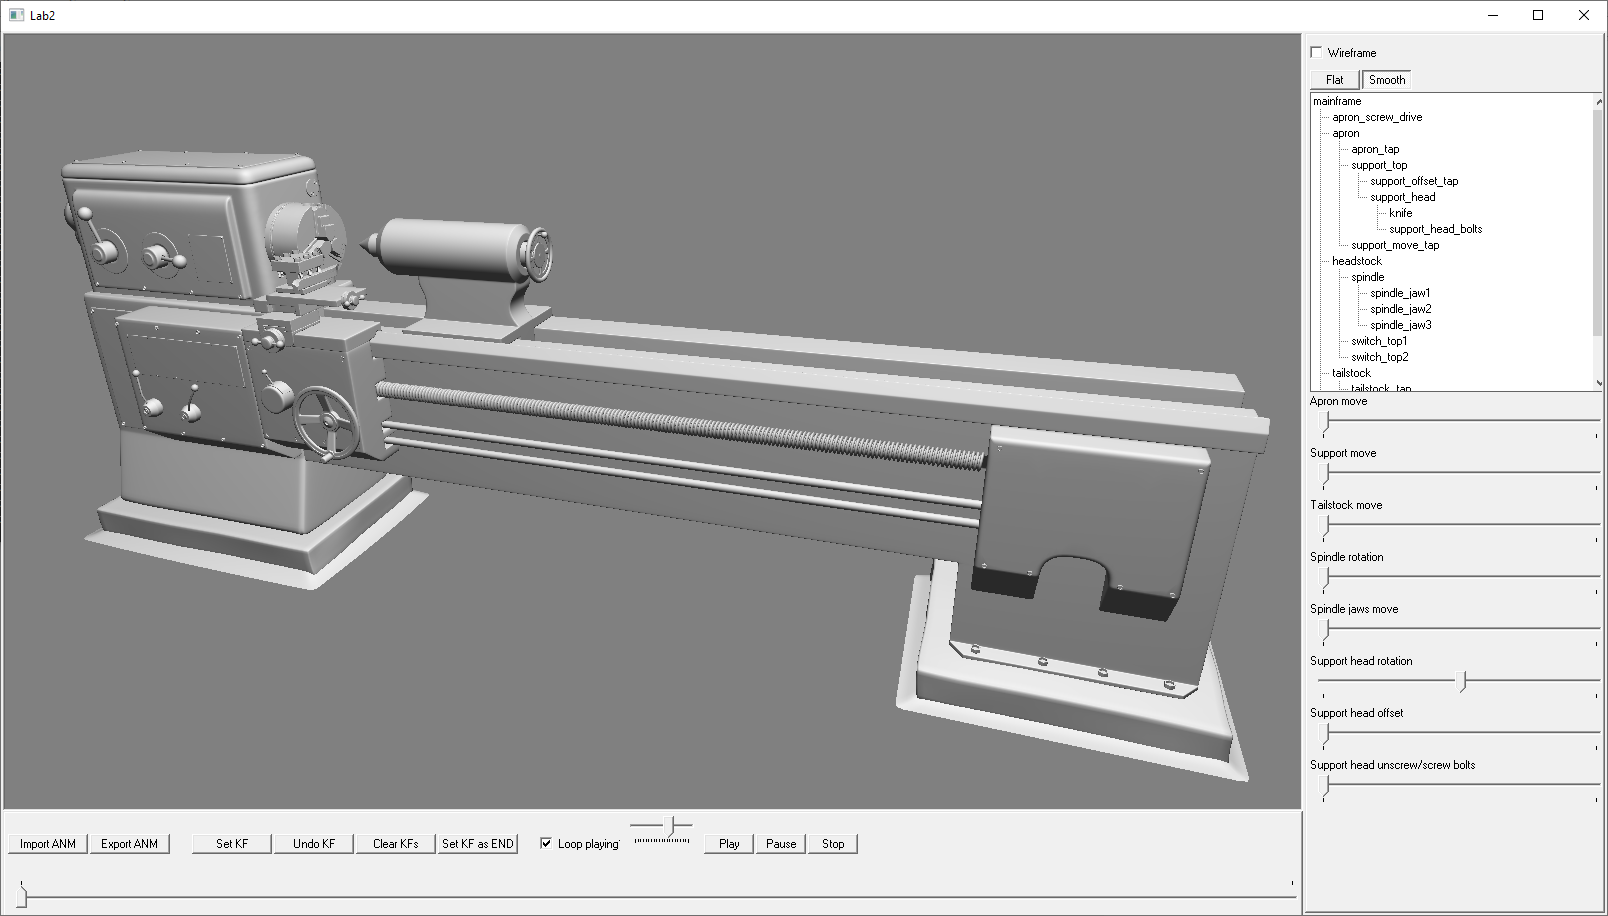 Lab2
Wireframe
Flat
Smooth
mainframe
apron_screw_drive
apron
apron_tap
support_top
support_offset_tap
support_head
knife
support_head_bolts
support_move_tap
headstock
spindle
spindle_jaw1
spindle_jaw2
spindle_jaw3
switch_top1
switch_top2
tailstock
tailstock_tap
Apron move
Support move
Tailstock move
Spindle rotation
Spindle jaws move
Support head rotation
Support head offset
Support head unscrew/screw bolts
Import ANM
Export ANM
Set KF
Undo KF
Clear KFs
Set KF as END
Loop playing
Play
Pause
Stop